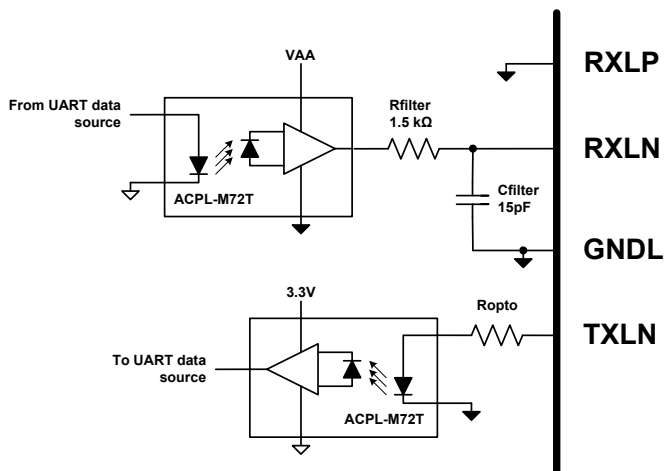 VAA
RXLP
From UART data
source
Rfilter
1.5 kΩ
RXLN
ACPL-M72T
Cfilter
15pF
GNDL
3.3V
Ropto
TXLN
To UART data
source
ACPL-M72T